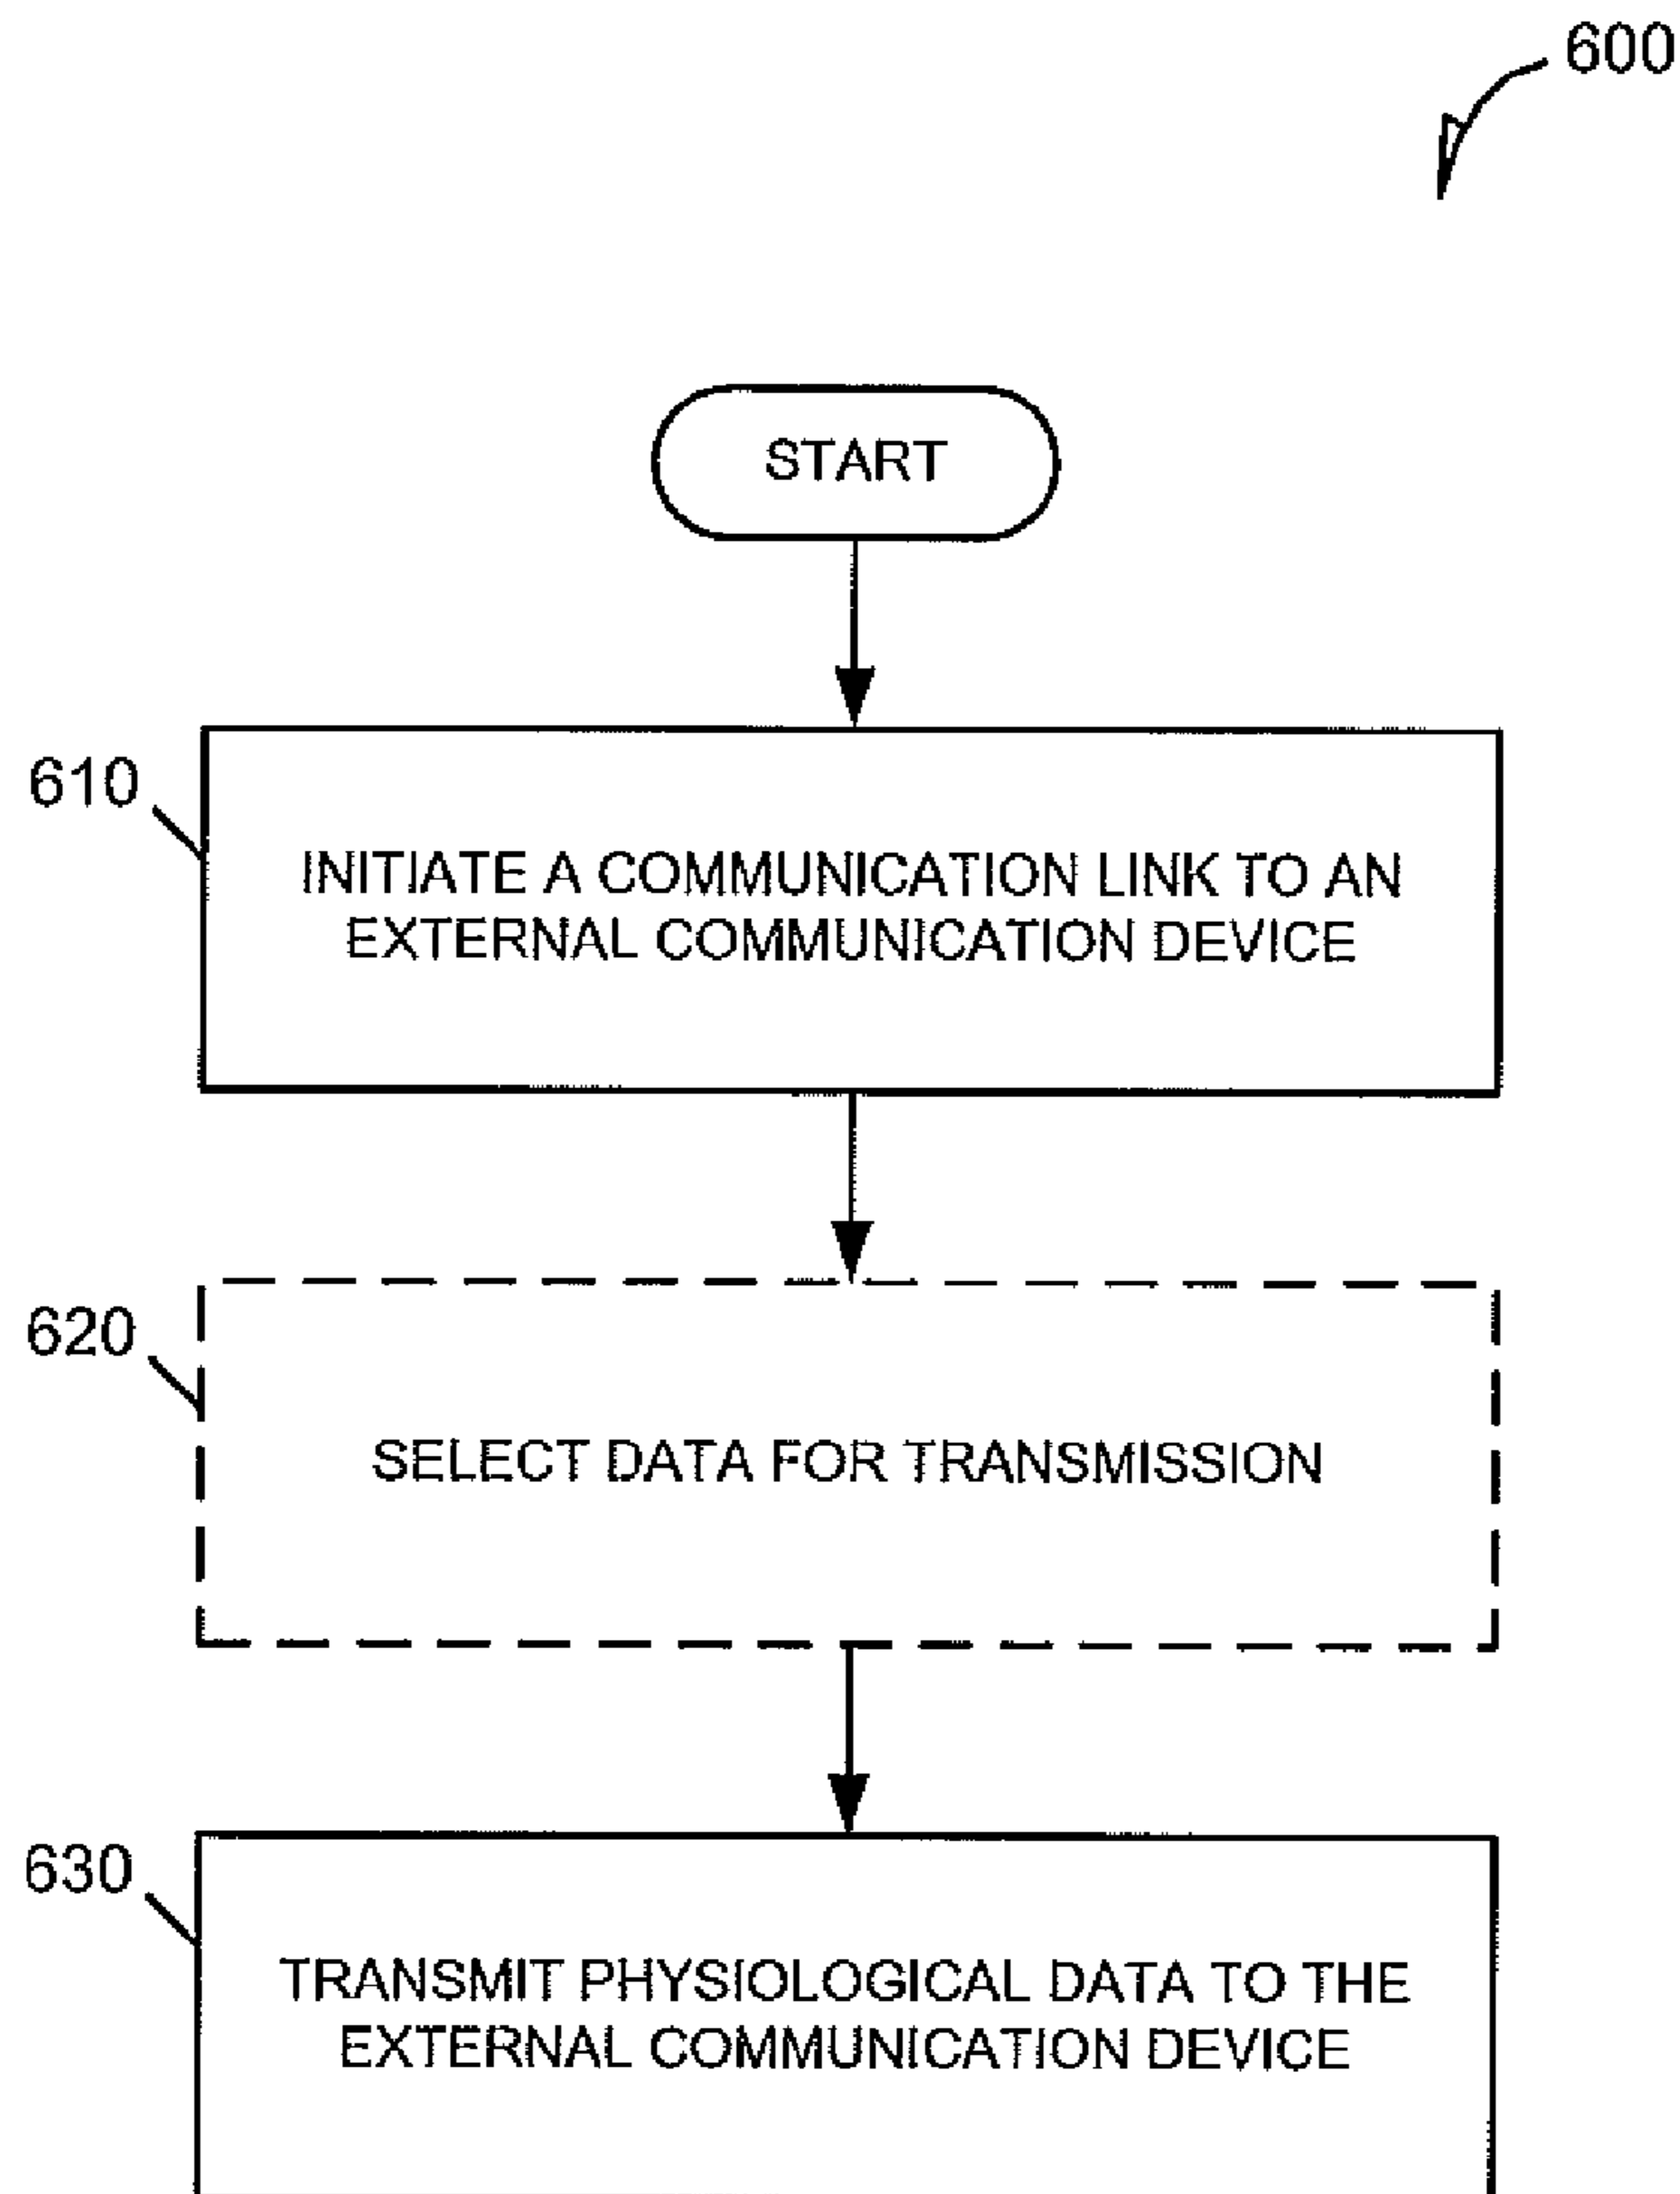 600
START
610
INITIATE A COMMUNICATION LINK TO AN
EXTERNAL COMMUNICATION DEVICE
620
SELECT DATA FOR TRANSMISSION
630
TRANSMIT PHYSIOLOGICAL DATA TO THE
EXTERNAL COMMUNICATION DEVICE